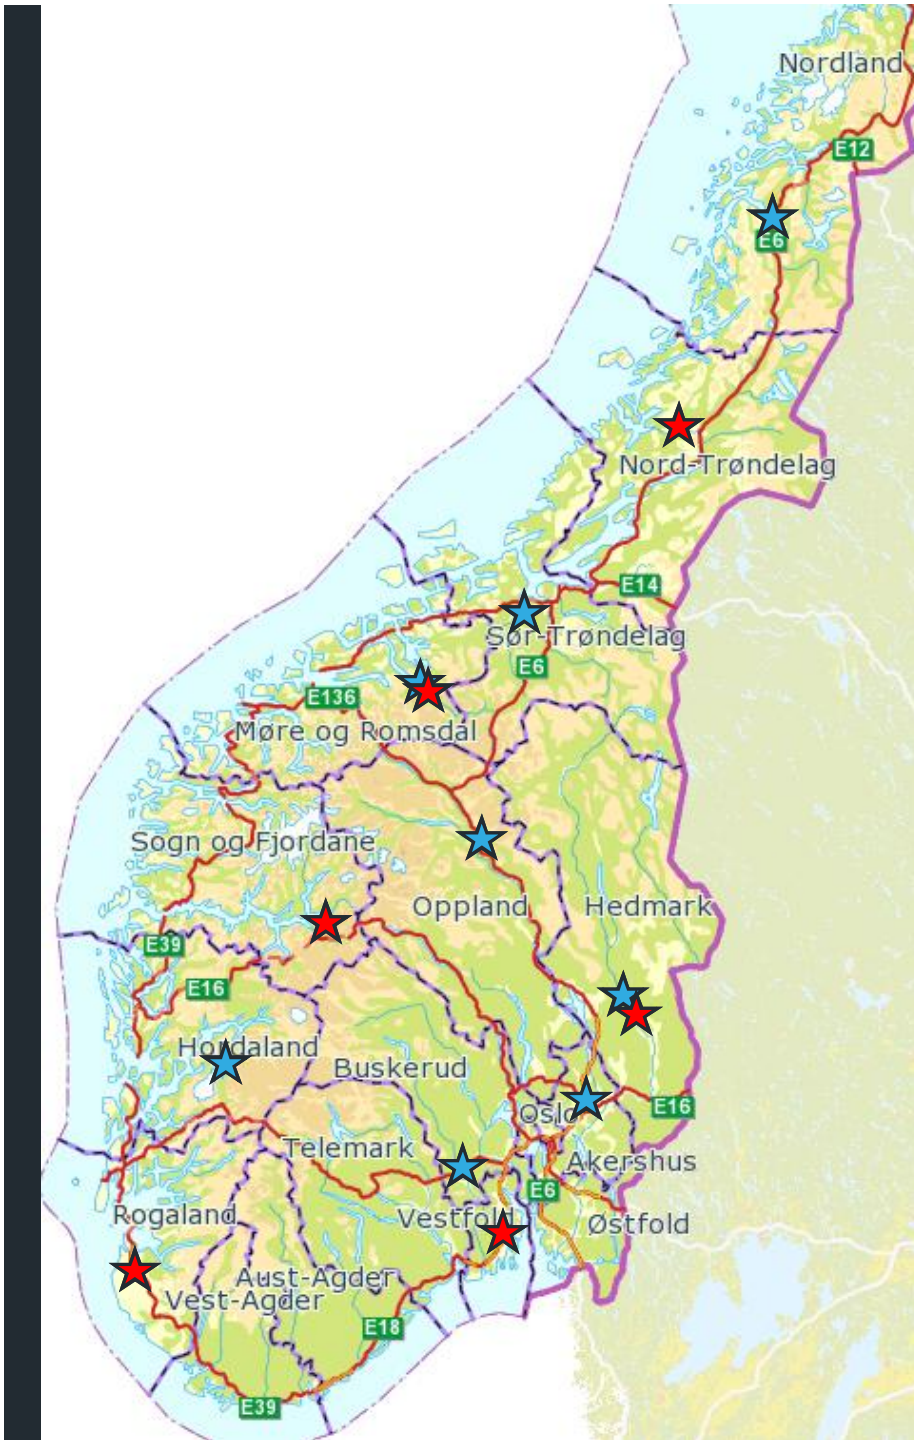 Nordland
E12
E6
Nord-Trøndelag
E14
Sør-Trøndelag
E6
E136
Møre og Romsdal
Sogn og Fjordane
Oppland
Hedmark
E39
E16
Hordaland
Buskerud
Oslo
E16
Telemark
Akershus
E6
Rogaland
Vestfold
Østfold
Aust-Agder
Vest-Agder
E18
E39